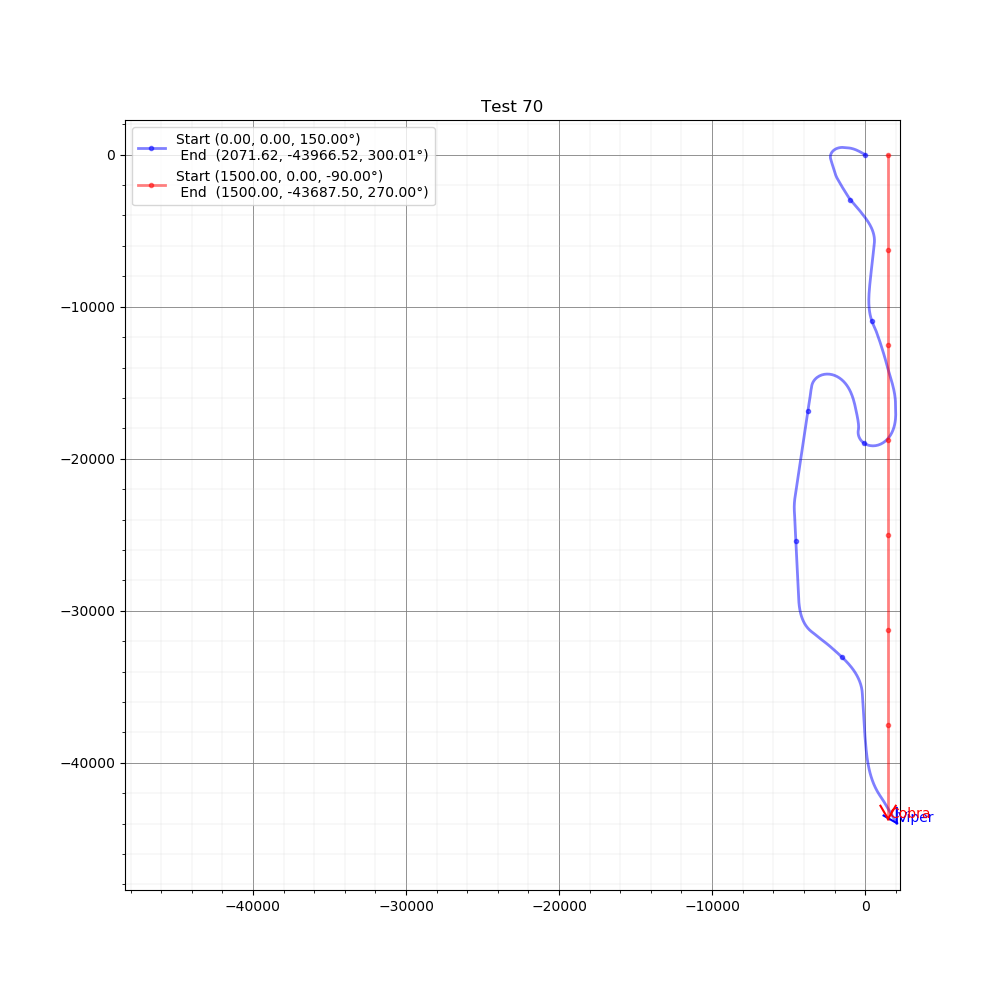 Test 70
Start (0.00, 0.00, 150.00°)
End (2071.62, -43966.52, 300.01°)
Start (1500.00, 0.00, -90.00°)
End (1500.00, -43687.50, 270.00°)
0
−10000
−20000
−30000
−40000
−40000
−30000
−20000
−10000
0
Cobra
Viper